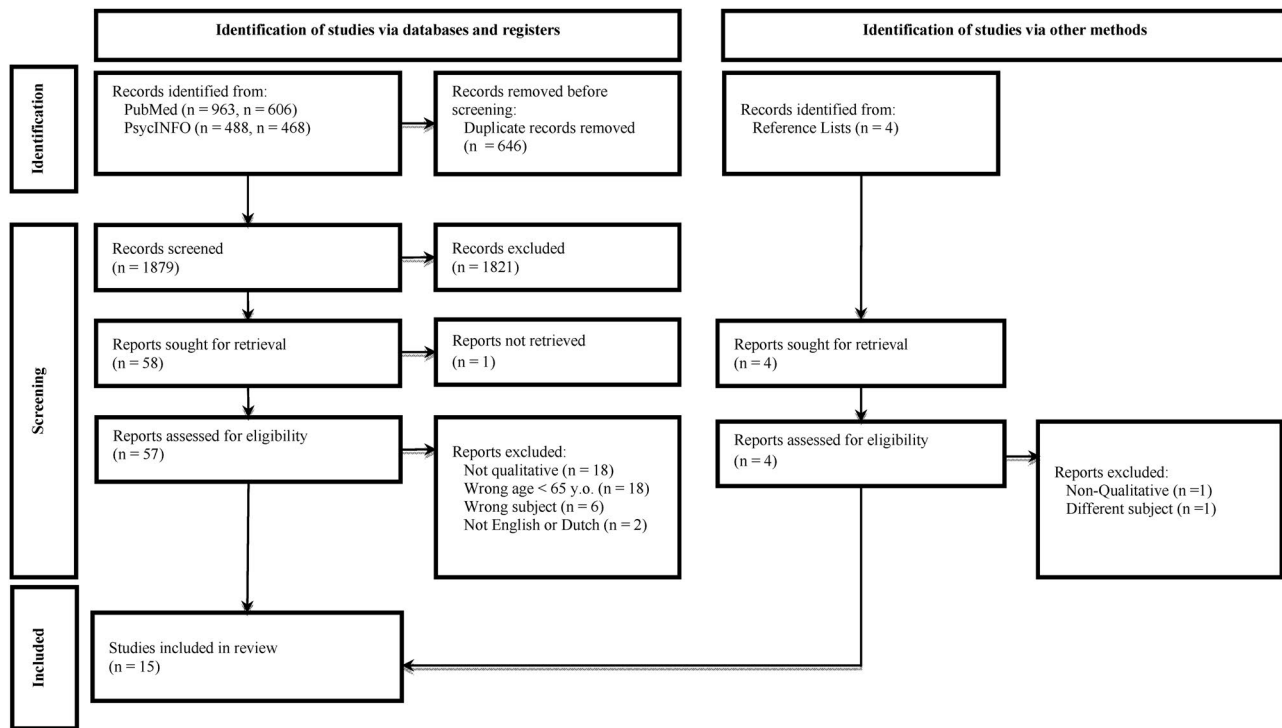 Identification of studies via databases and registers
Identification of studies via other methods
Identification
Records identified from:
PubMed (n = 963, n = 606)
PsycINFO (n = 488, n = 468)
Records removed before
screening:
Duplicate records removed
(n = 646)
Records identified from:
Reference Lists (n = 4)
Screening
Records screened
(n = 1879)
Records excluded
(n = 1821)
Reports sought for retrieval
(n = 58)
Reports not retrieved
(n = 1)
Reports sought for retrieval
(n = 4)
Reports assessed for eligibility
(n = 57)
Reports excluded:
Not qualitative (n = 18)
Wrong age < 65 y.o. (n = 18)
Wrong subject (n = 6)
Not English or Dutch (n = 2)
Reports assessed for eligibility
(n = 4)
Reports excluded:
Non-Qualitative (n =1)
Different subject (n =1)
Included
Studies included in review
(n = 15)